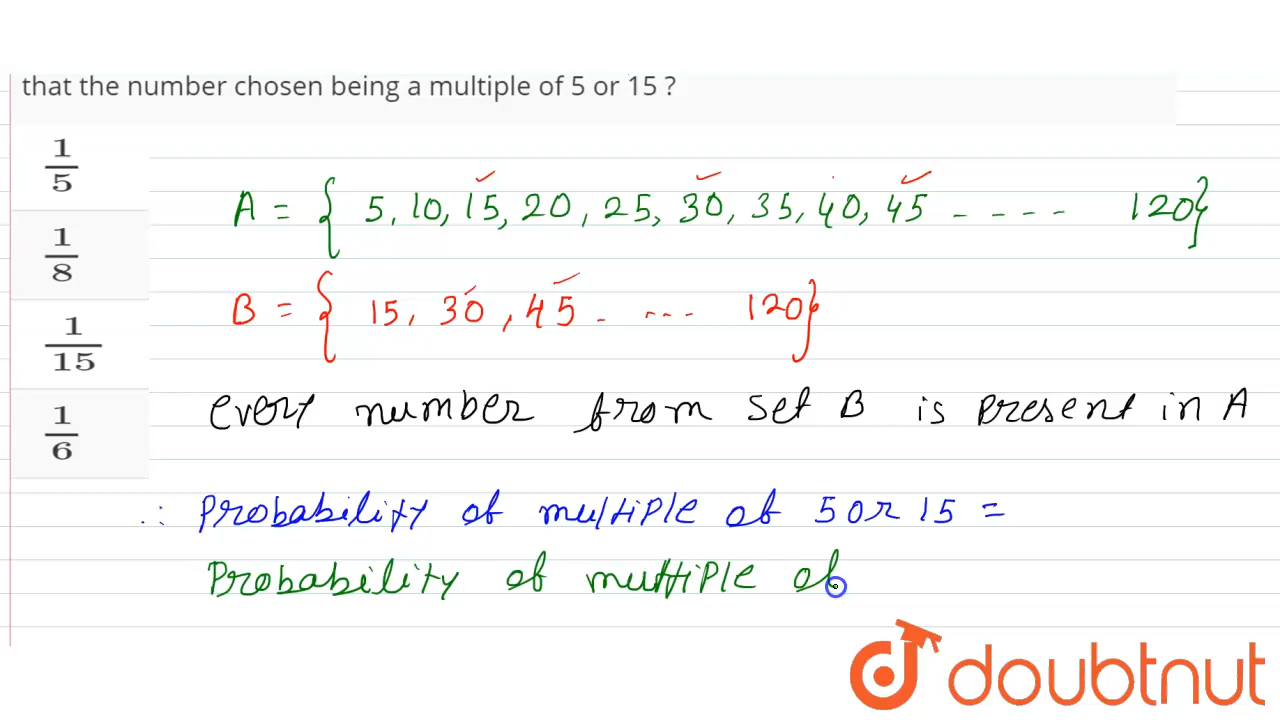 that the number chosen being a multiple of 5 or 15 ?
1/5
1/8
1/15
1/6
A = { 5, 10, 15, 20, 25, 30, 35, 40, 45 - - - - 120}
B = { 15, 30, 45 - --- 120}
every number from set B is present in A
∴ Probability of multiple of 5 or 15 =
Probability of multiple of
doubtnut